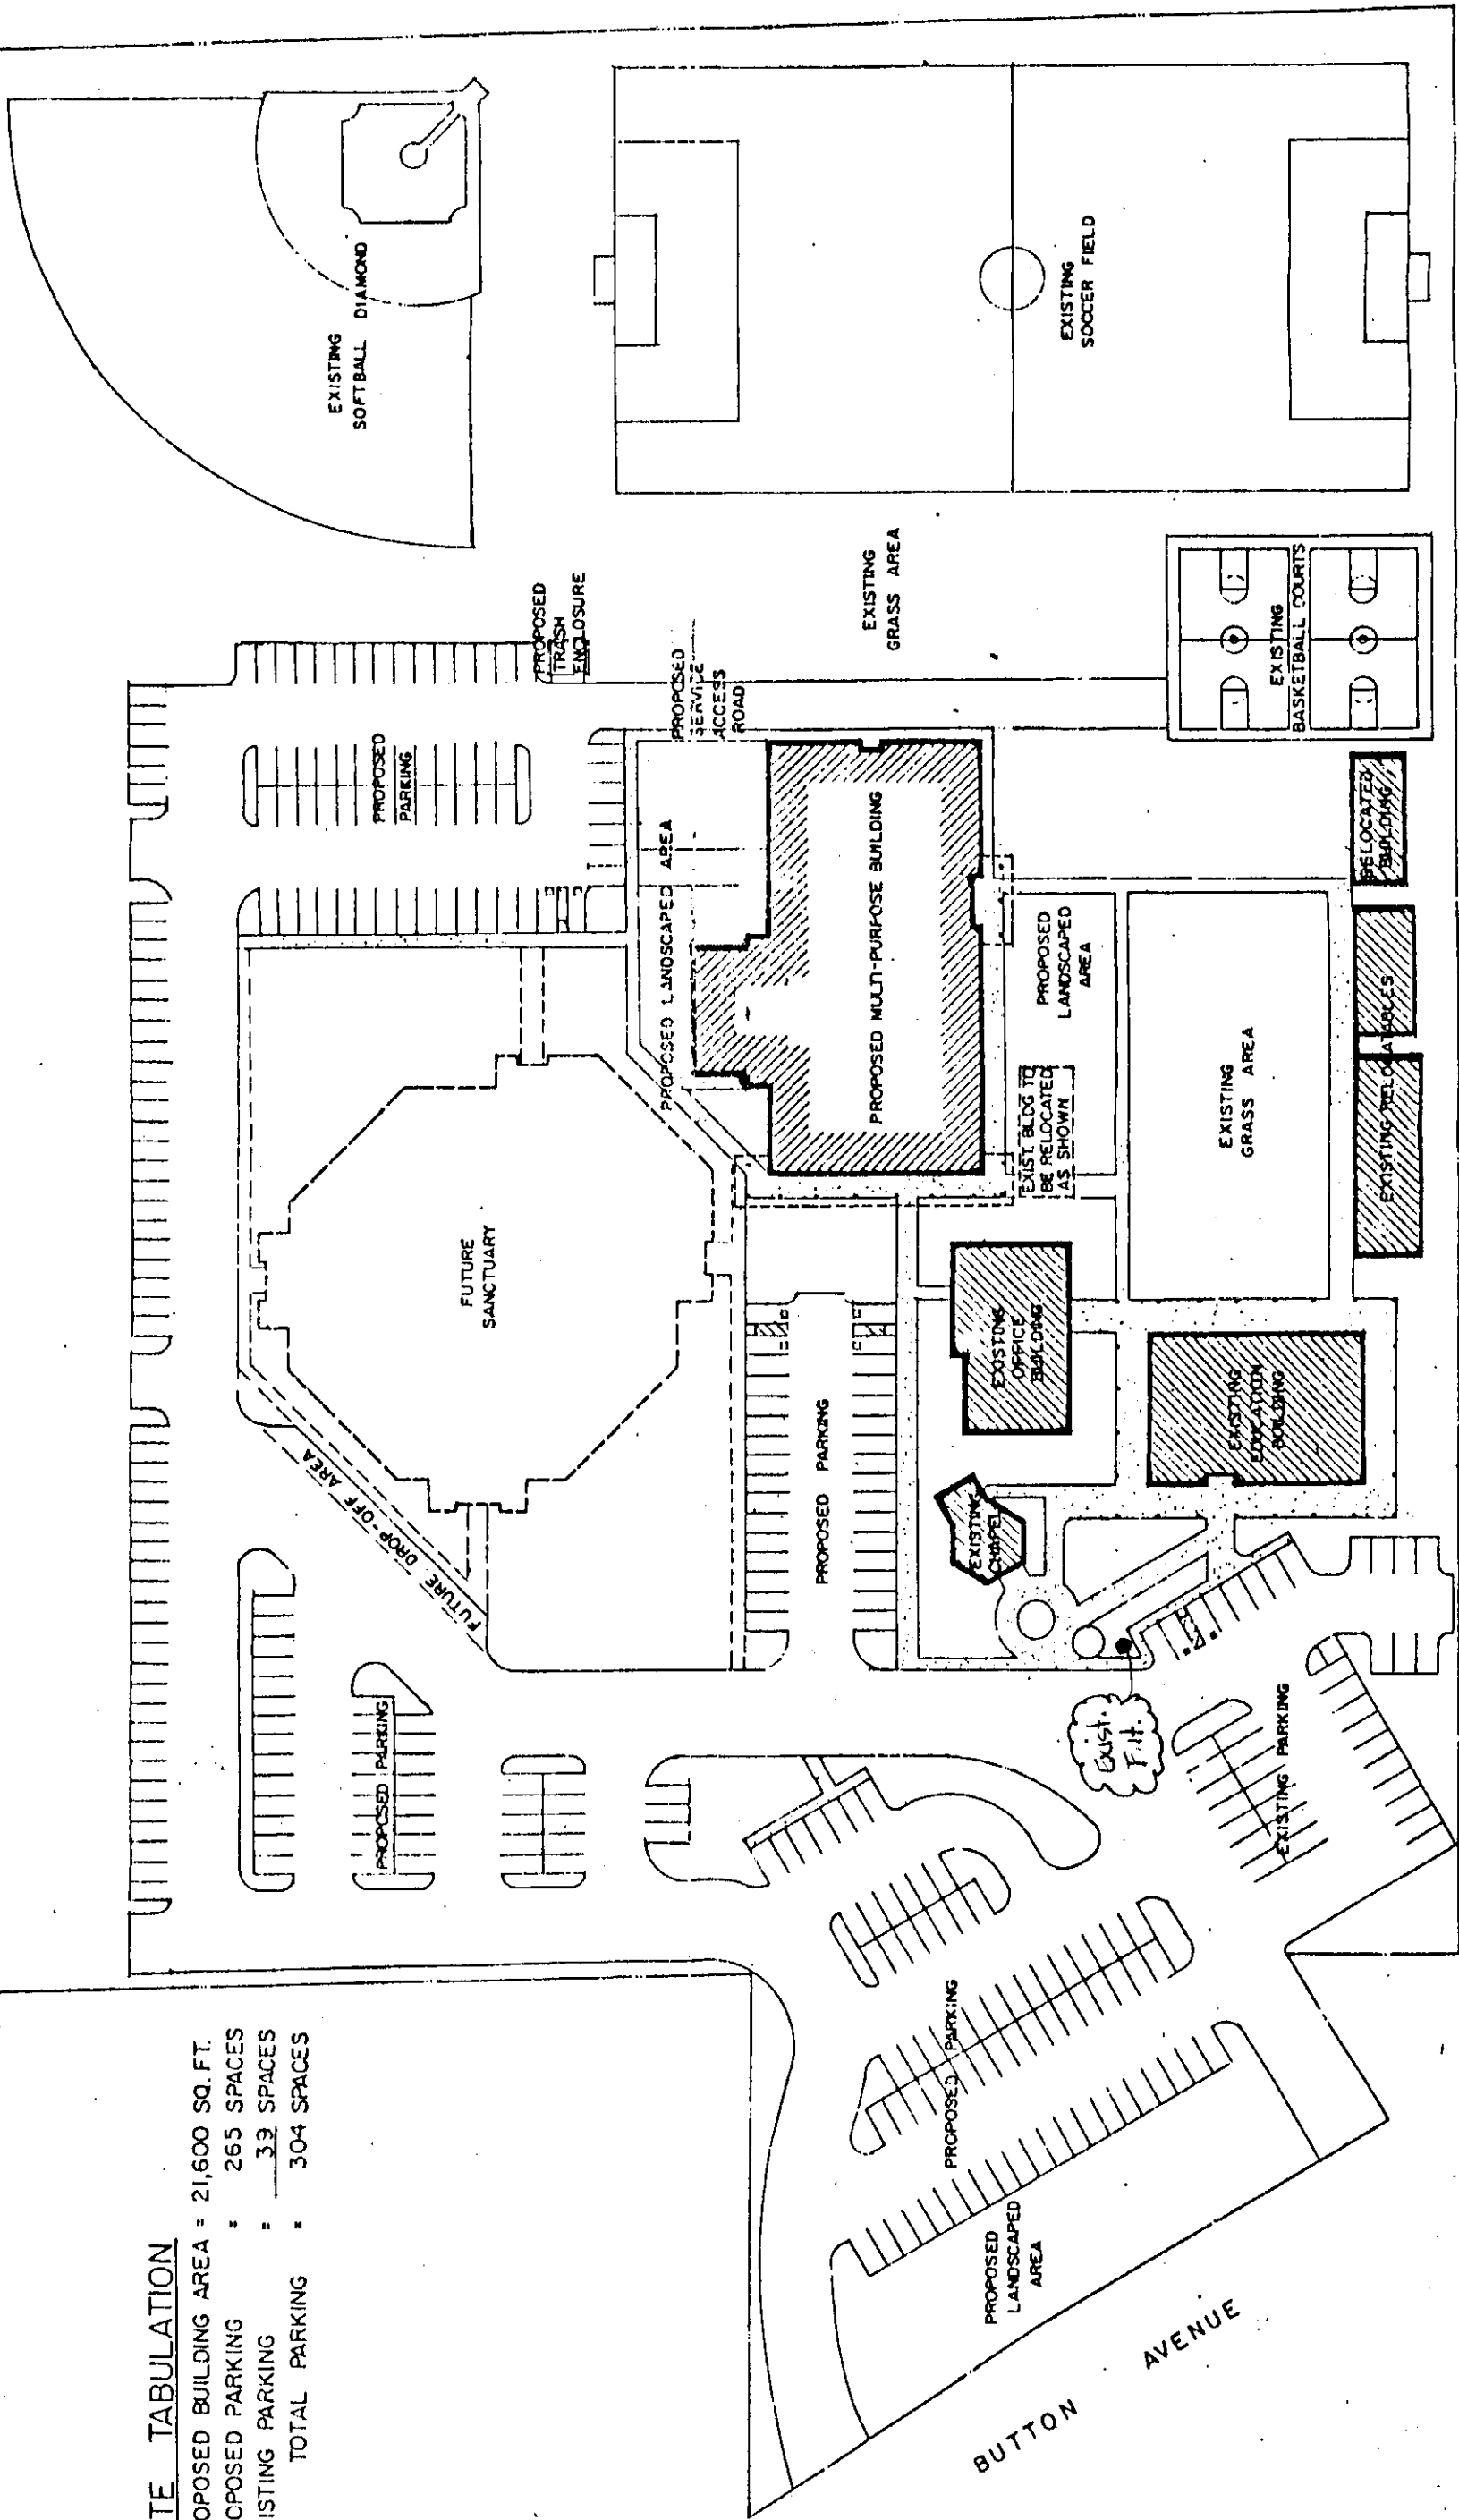 TE TABULATION
OPOSED BUILDING AREA = 21,600 SQ. FT.
OPOSED PARKING = 265 SPACES
ISTING PARKING = 39 SPACES
TOTAL PARKING = 304 SPACES
EXISTING
SOFTBALL DIAMOND
EXISTING
SOCCER FIELD
PROPOSED
TRASH
ENCLOSURE
EXISTING
GRASS AREA
PROPOSED
SERVICE
ACCESS
ROAD
EXISTING
BASKETBALL COURTS
PROPOSED
PARKING
PROPOSED LANDSCAPED AREA
PROPOSED MULTI-PURPOSE BUILDING
RELOCATED
BUILDING
PROPOSED
LANDSCAPED
AREA
EXIST. BLDG TO
BE RELOCATED
AS SHOWN
EXISTING
GRASS AREA
EXISTING RELOCATABLES
FUTURE
SANCTUARY
EXISTING
OFFICE
BUILDING
EXISTING
EDUCATION
BUILDING
FUTURE DROP-OFF AREA
PROPOSED PARKING
EXISTING
CHAPEL
PROPOSED PARKING
EXIST.
F.H.
EXISTING PARKING
PROPOSED PARKING
PROPOSED
LANDSCAPED
AREA
BUTTON AVENUE